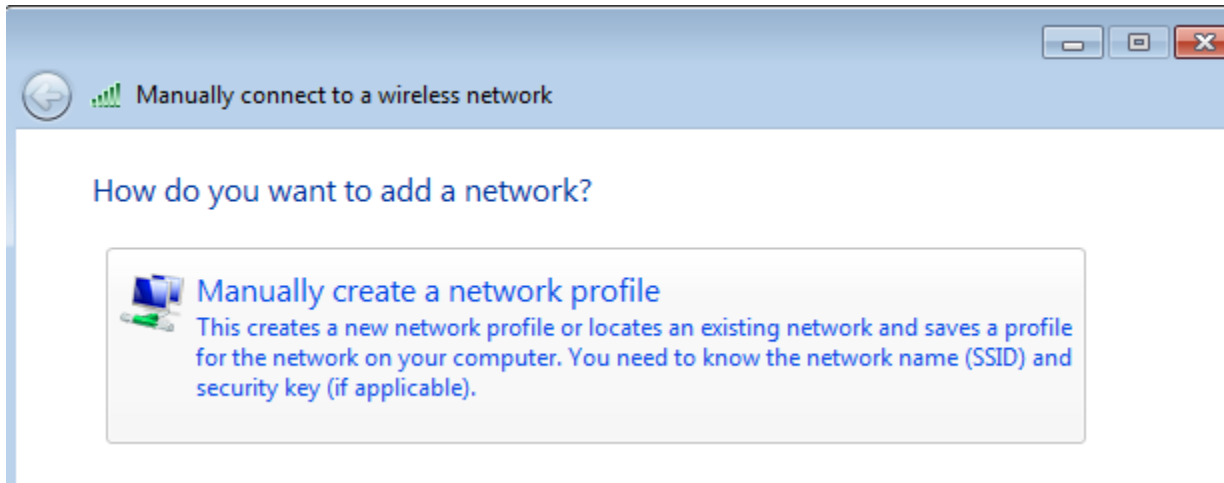 Manually connect to a wireless network
How do you want to add a network?
Manually create a network profile
This creates a new network profile or locates an existing network and saves a profile
for the network on your computer. You need to know the network name (SSID) and
security key (if applicable).